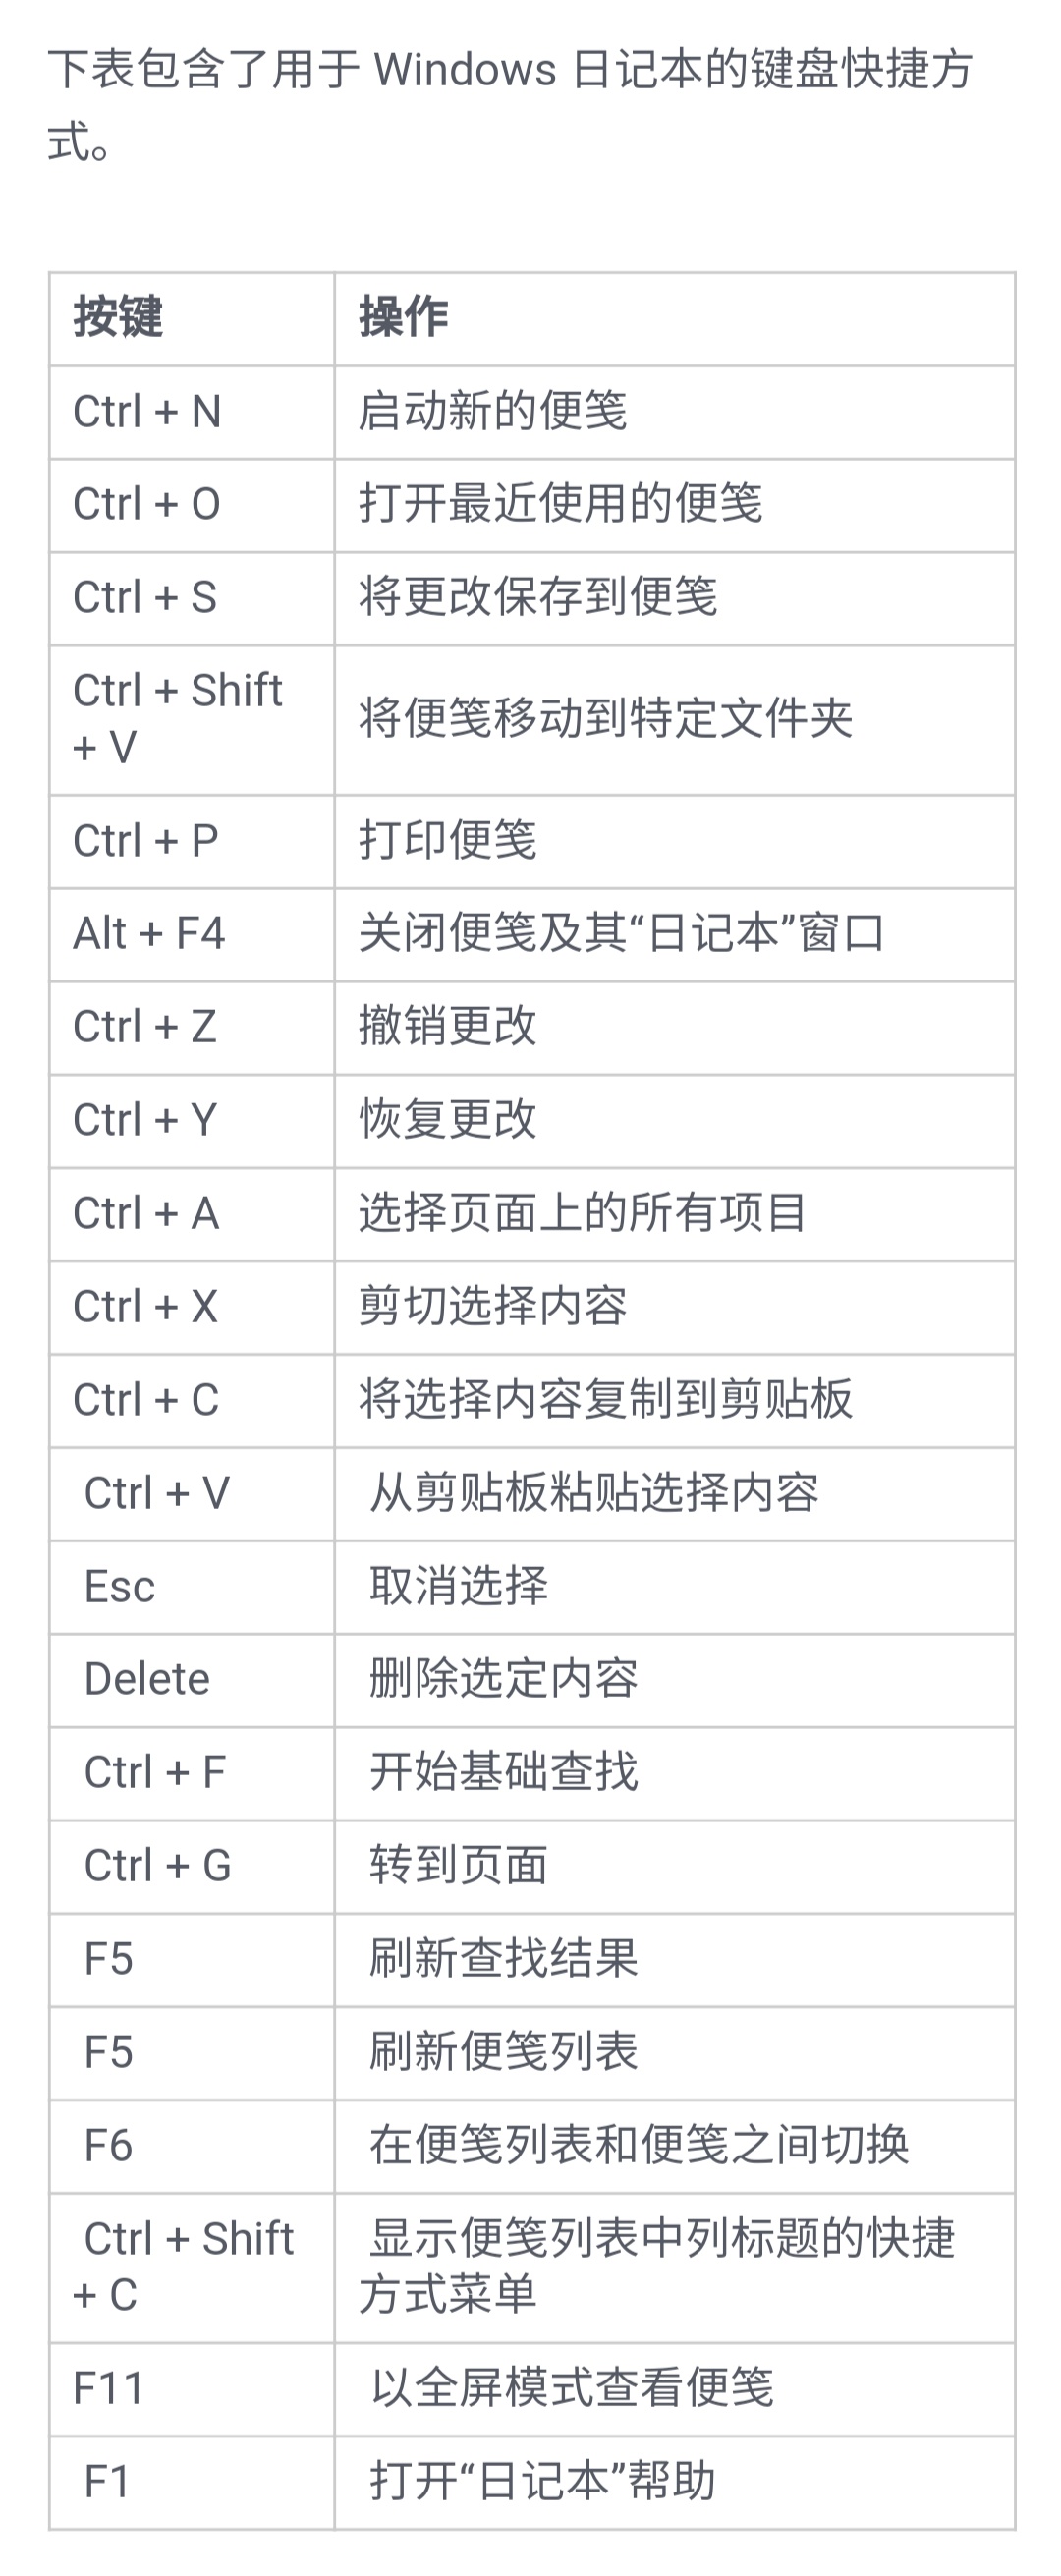 下表包含了用于 Windows 日记本的键盘快捷方
式。
按键 操作
Ctrl + N 启动新的便笺
Ctrl + O 打开最近使用的便笺
Ctrl + S 将更改保存到便笺
Ctrl + Shift
+ V 将便笺移动到特定文件夹
Ctrl + P 打印便笺
Alt + F4 关闭便笺及其“日记本”窗口
Ctrl + Z 撤销更改
Ctrl + Y 恢复更改
Ctrl + A 选择页面上的所有项目
Ctrl + X 剪切选择内容
Ctrl + C 将选择内容复制到剪贴板
Ctrl + V 从剪贴板粘贴选择内容
Esc 取消选择
Delete 删除选定内容
Ctrl + F 开始基础查找
Ctrl + G 转到页面
F5 刷新查找结果
F5 刷新便笺列表
F6 在便笺列表和便笺之间切换
Ctrl + Shift
+ C 显示便笺列表中列标题的快捷
方式菜单
F11 以全屏模式查看便笺
F1 打开“日记本”帮助